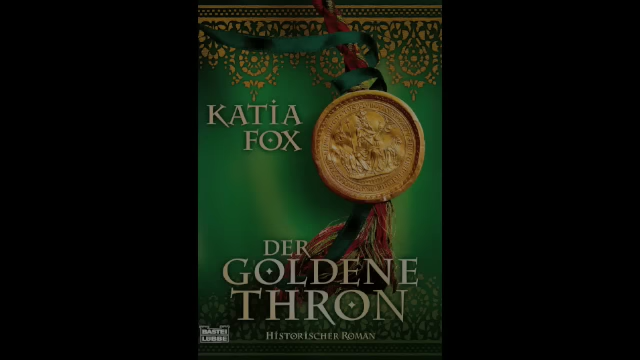 KATIA
FOX
DER
GOLDENE
THRON
HISTORISCHER ROMAN
BASTEI
LÜBBE